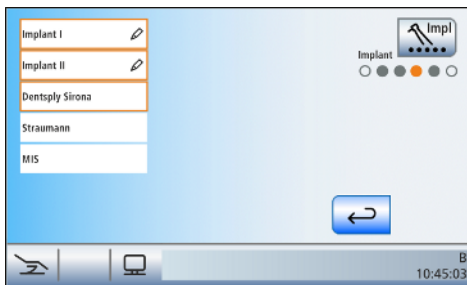 Implant I
Implant II
Dentsply Sirona
Straumann
MIS
Impl
Implant
B
10:45:03